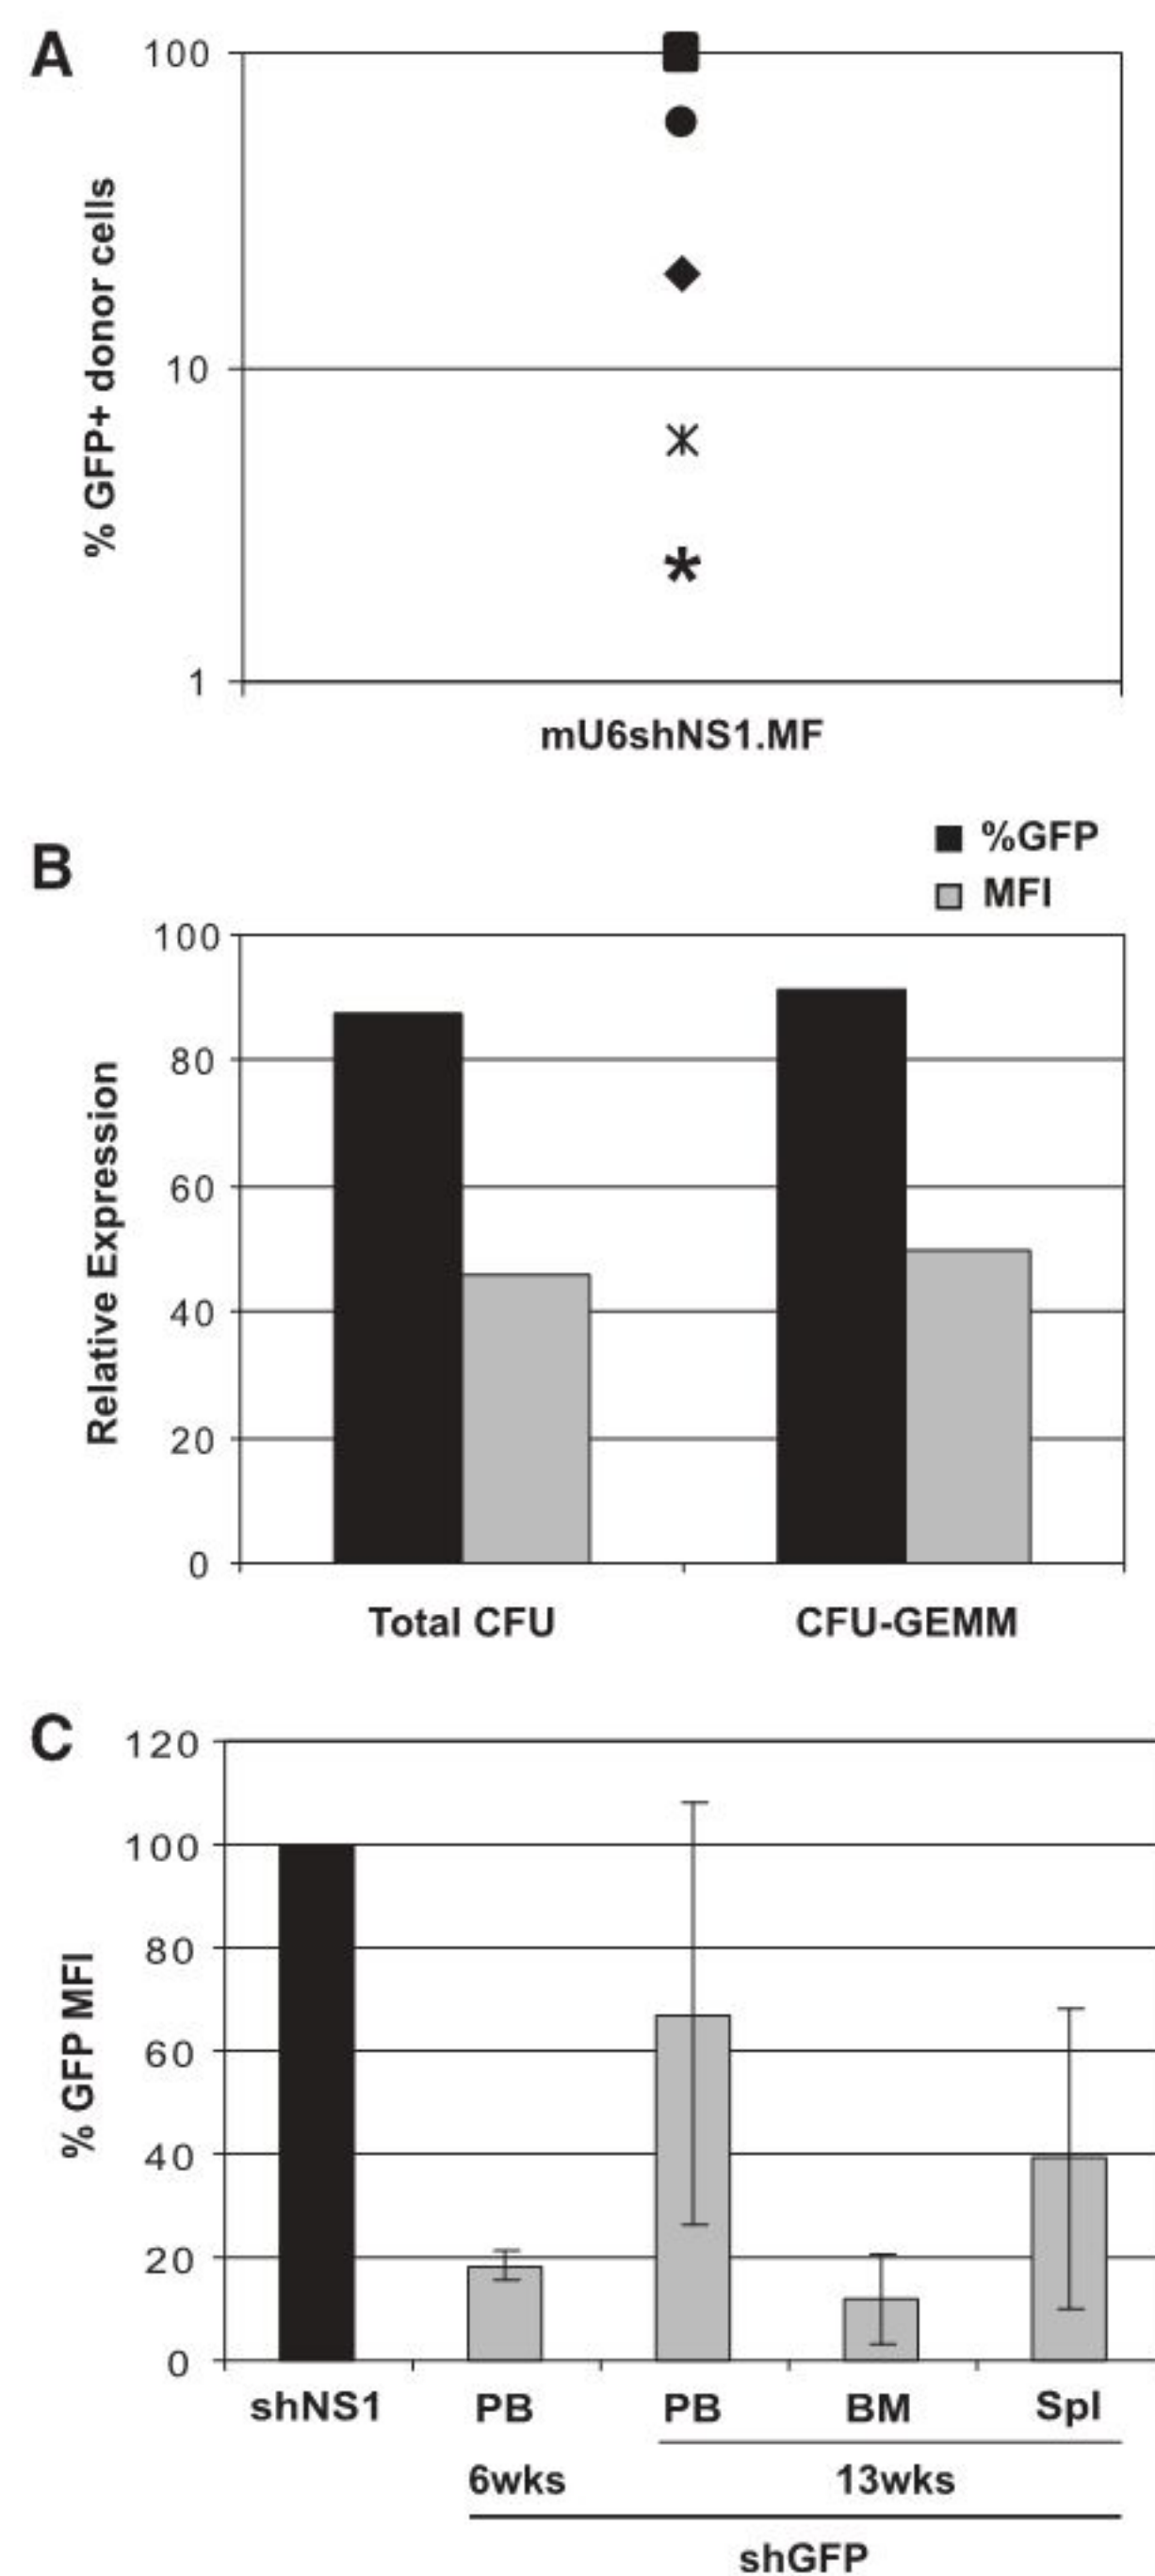 A
100
10
1
% GFP+ donor cells
mU6shNS1.MF
B
%GFP
MFI
100
80
60
40
20
0
Relative Expression
Total CFU CFU-GEMM
C
120
100
80
60
40
20
0
% GFP MFI
shNS1 PB PB BM Spl
6wks 13wks
shGFP